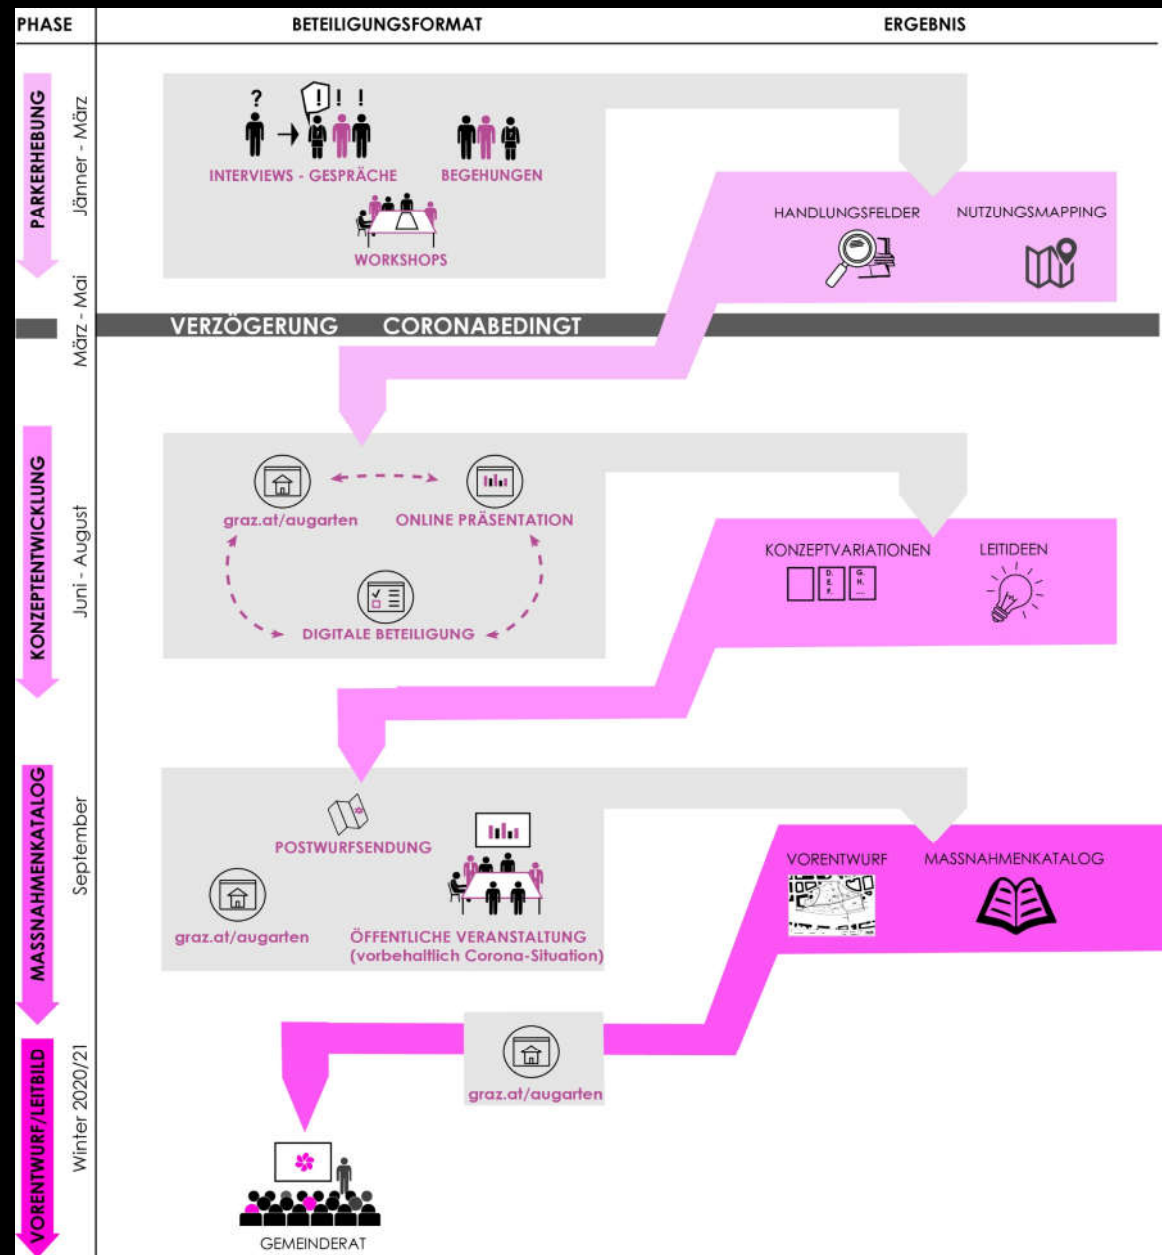 PHASE
BETEILIGUNGSFORMAT
ERGEBNIS
PARKERHEBUNG
Jänner - März
?
! ! !
INTERVIEWS - GESPRÄCHE
BEGEHUNGEN
WORKSHOPS
HANDLUNGSFELDER
NUTZUNGSMAPPING
März - Mai
VERZÖGERUNG CORONABEDINGT
KONZEPTENTWICKLUNG
Juni - August
graz.at/augarten
ONLINE PRÄSENTATION
DIGITALE BETEILIGUNG
KONZEPTVARIATIONEN
D.
E.
F.
G.
H.
...
LEITIDEEN
MASSNAHMENKATALOG
September
POSTWURFSENDUNG
graz.at/augarten
ÖFFENTLICHE VERANSTALTUNG
(vorbehaltlich Corona-Situation)
VORENTWURF
MASSNAHMENKATALOG
VORENTWURF/LEITBILD
Winter 2020/21
graz.at/augarten
GEMEINDERAT